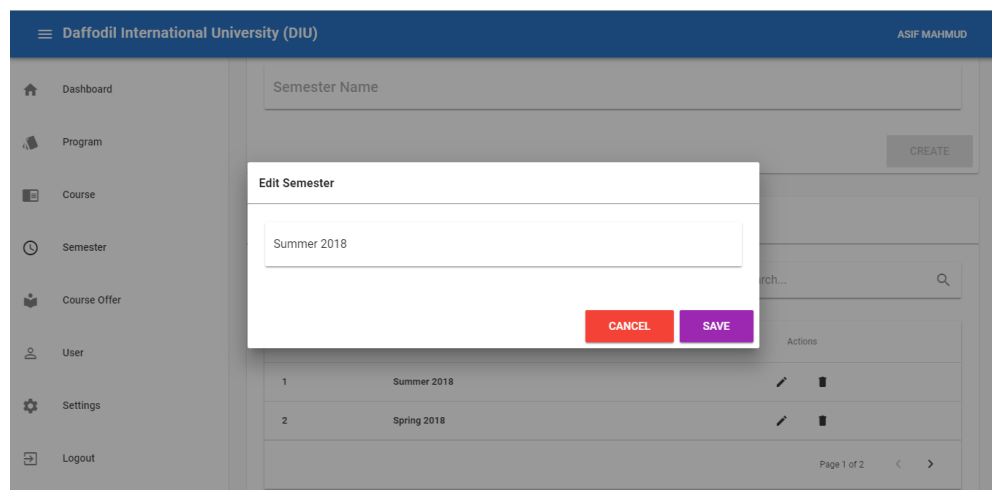 Daffodil International University (DIU)
ASIF MAHMUD
Dashboard
Program
Course
Semester
Course Offer
User
Settings
Logout
Semester Name
CREATE
Edit Semester
Summer 2018
CANCEL
SAVE
rch...
Actions
1 Summer 2018
2 Spring 2018
Page 1 of 2